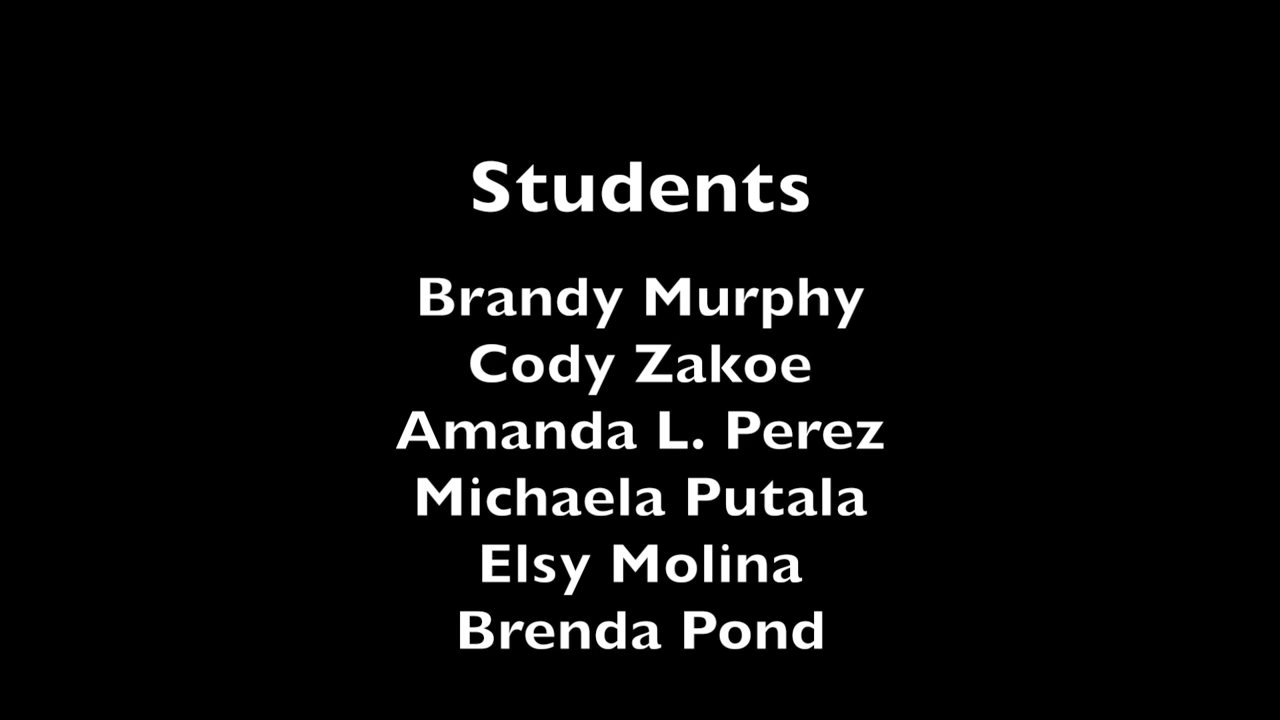 Students
Brandy Murphy
Cody Zakoe
Amanda L. Perez
Michaela Putala
Elsy Molina
Brenda Pond